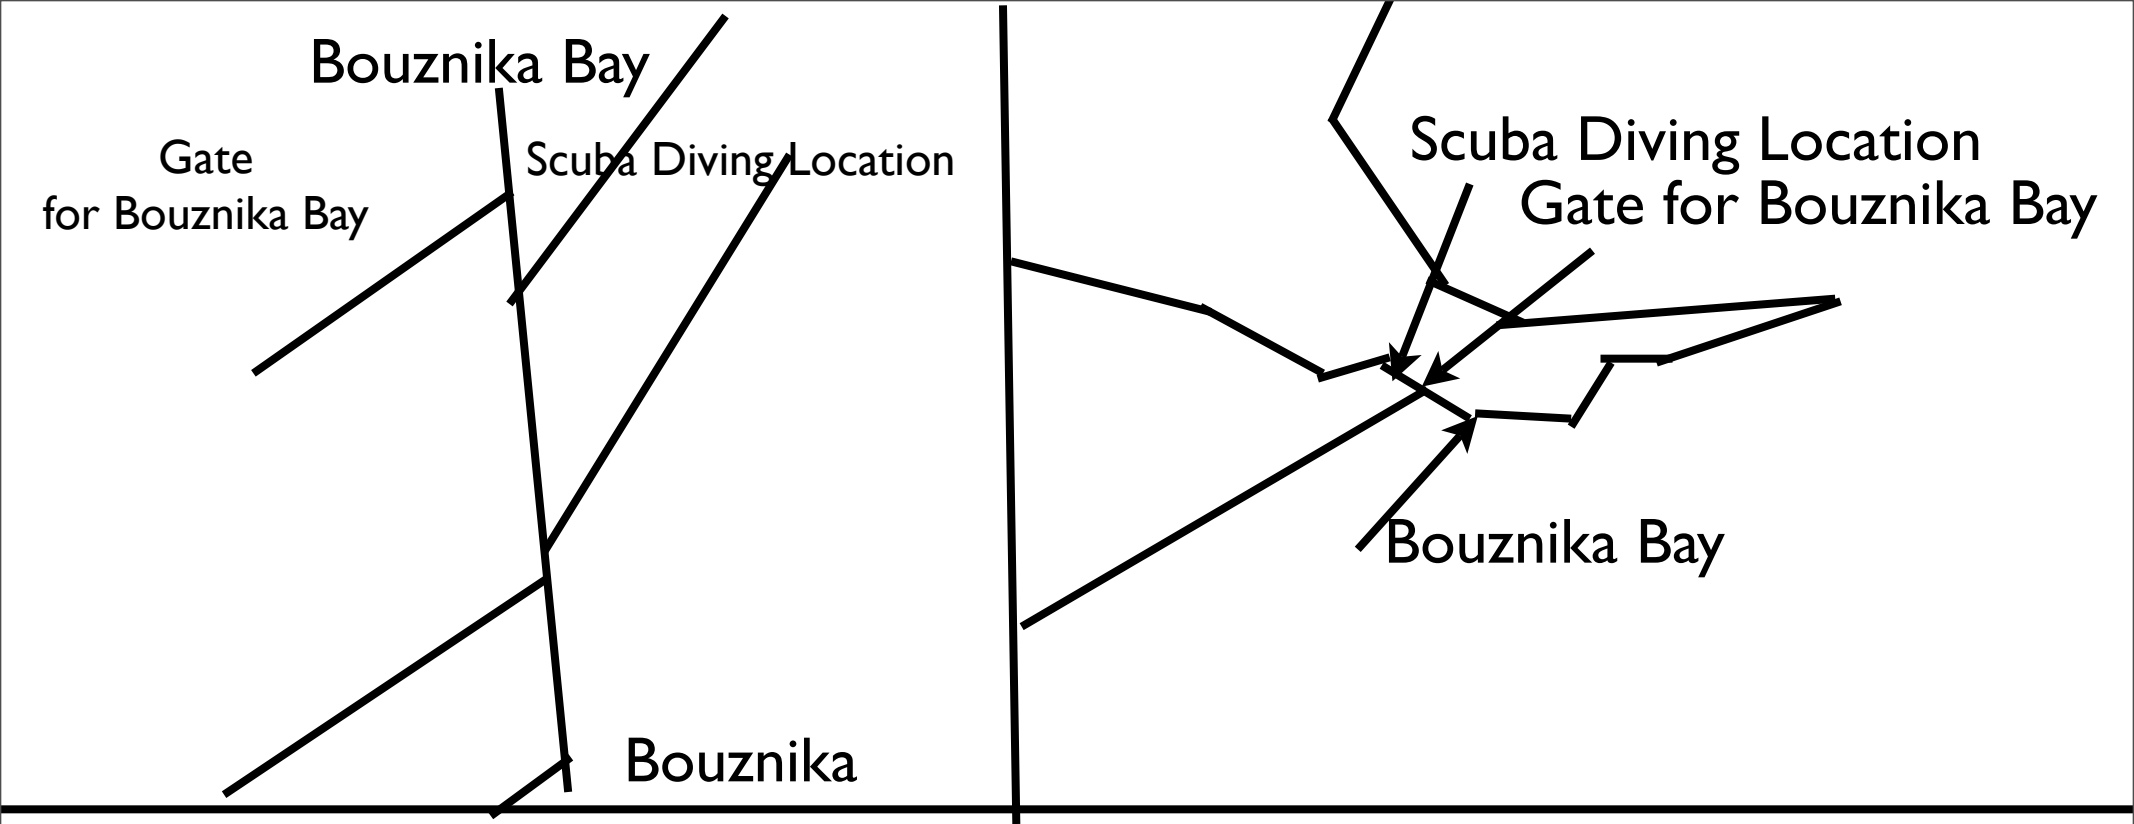 Bouznika Bay
Gate
for Bouznika Bay
Scuba Diving Location
Bouznika
Scuba Diving Location
Gate for Bouznika Bay
Bouznika Bay